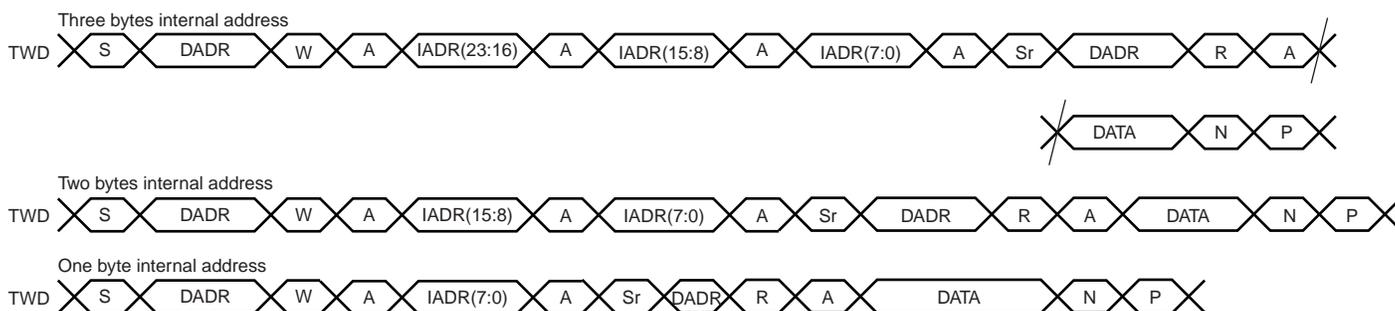 Three bytes internal address
TWD S DADR W A IADR(23:16) A IADR(15:8) A IADR(7:0) A Sr DADR R A
DATA N P
Two bytes internal address
TWD S DADR W A IADR(15:8) A IADR(7:0) A Sr DADR R A DATA N P
One byte internal address
TWD S DADR W A IADR(7:0) A Sr DADR R A DATA N P